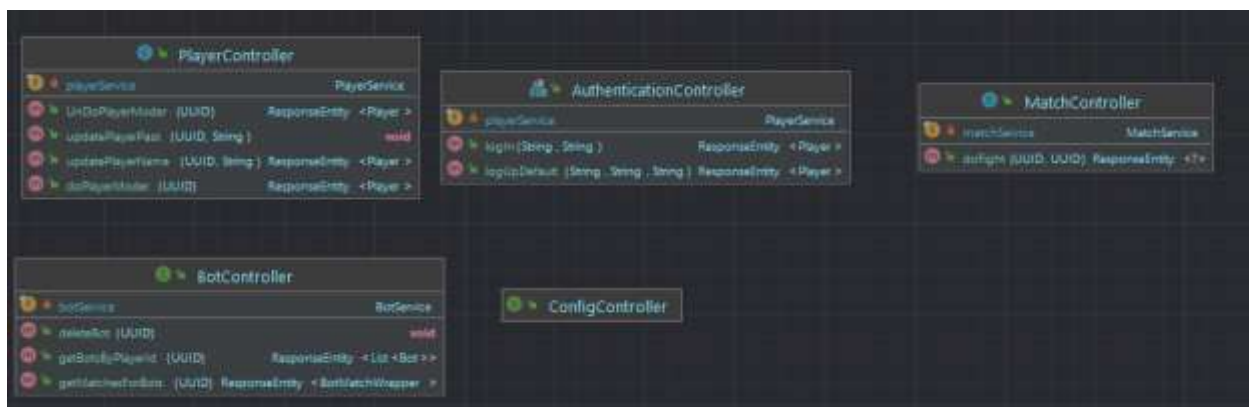 PlayerController
playerService PlayerService
UnDoPlayerModer (UUID) ResponseEntity <Player >
updatePlayerPass (UUID, String ) void
updatePlayerName (UUID, String ) ResponseEntity <Player >
doPlayerModer (UUID) ResponseEntity <Player >
AuthenticationController
playerService PlayerService
logIn (String , String ) ResponseEntity <Player >
logUpDefault (String , String , String ) ResponseEntity <Player >
MatchController
matchService MatchService
doFight (UUID, UUID) ResponseEntity <?>
BotController
botService BotService
deleteBot (UUID) void
getBotsByPlayerId (UUID) ResponseEntity <List <Bot >>
getMatchesForBots (UUID) ResponseEntity <BotMatchWrapper >
ConfigController